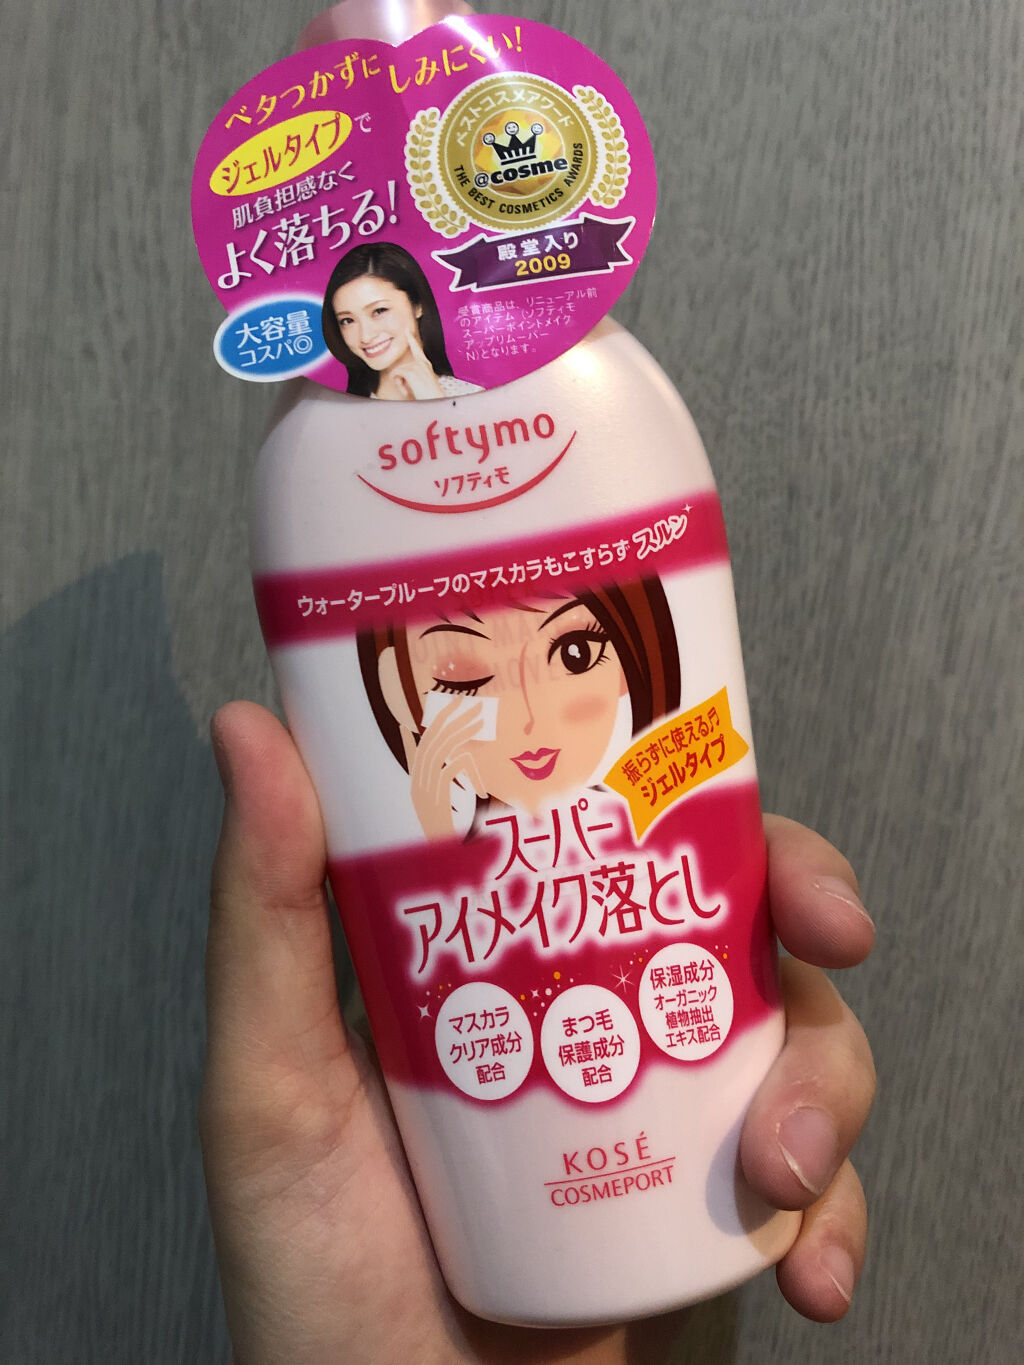 ベタつかずにしみにくい!
ジェルタイプで
肌負担感なく
よく落ちる!
大容量
コスパ◎
ベストコスメアワード
@cosme
THE BEST COSMETICS AWARDS
殿堂入り
2009
受賞商品は、リニューアル前
のアイテム(ソフティモ
スーパーポイントメイク
アップリムーバー
N)となります。
softymo
ソフティモ
ウォータープルーフのマスカラもこすらずスルン
振らずに使える♬
ジェルタイプ
スーパー
アイメイク落とし
マスカラ
クリア成分
配合
まつ毛
保護成分
配合
保湿成分
オーガニック
植物抽出
エキス配合
KOSÉ
COSMEPORT